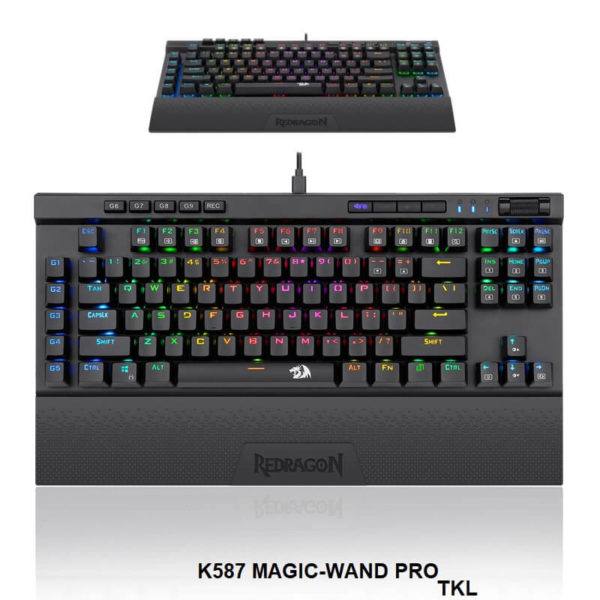 REDRAGON
G6 G7 G8 G9 REC
ESC F1 F2 F3 F4 F5 F6 F7 F8 F9 F10 F11 F12 PRTSC SCRLK PAUSE
G1 INS HOME PGUP
G2 TAB Q W E R T Y U I O P DEL END PGDN
G3 CAPSLK A S D F G H J K L
G4 SHIFT Z X C V B N M SHIFT
G5 CTRL ALT ALT FN CTRL
REDRAGON
K587 MAGIC-WAND PRO
TKL